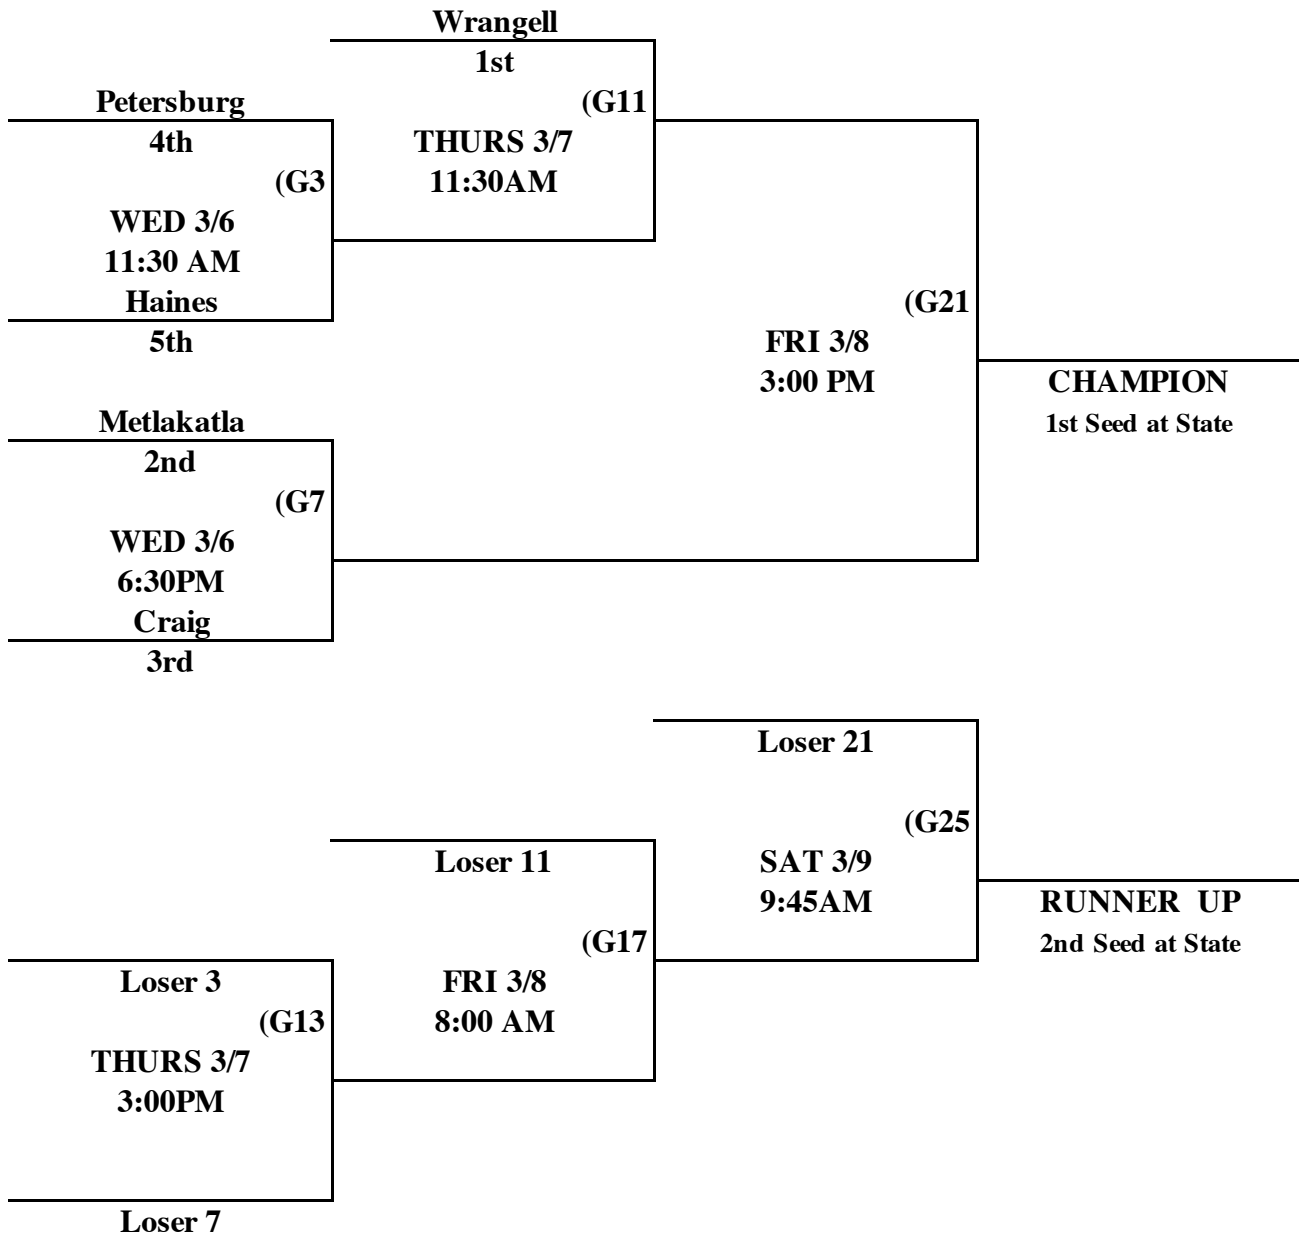 Wrangell
1st
Petersburg
(G11
4th
THURS 3/7
(G3
11:30AM
WED 3/6
11:30 AM
Haines
(G21
5th
FRI 3/8
3:00 PM
CHAMPION
Metlakatla
1st Seed at State
2nd
(G7
WED 3/6
6:30PM
Craig
3rd
Loser 21
(G25
Loser 11
SAT 3/9
9:45AM
RUNNER UP
(G17
2nd Seed at State
Loser 3
FRI 3/8
(G13
8:00 AM
THURS 3/7
3:00PM
Loser 7